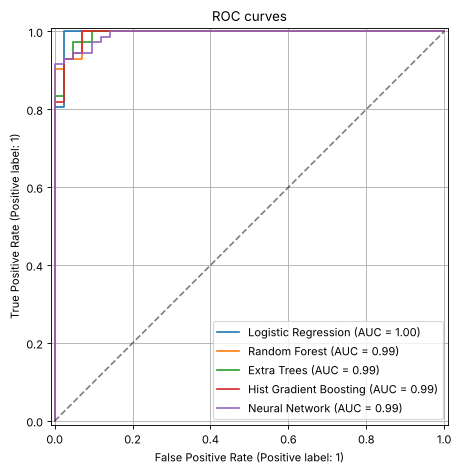 ROC curves
True Positive Rate (Positive label: 1)
1.0
0.8
0.6
0.4
0.2
0.0
Logistic Regression (AUC = 1.00)
Random Forest (AUC = 0.99)
Extra Trees (AUC = 0.99)
Hist Gradient Boosting (AUC = 0.99)
Neural Network (AUC = 0.99)
0.0 0.2 0.4 0.6 0.8 1.0
False Positive Rate (Positive label: 1)